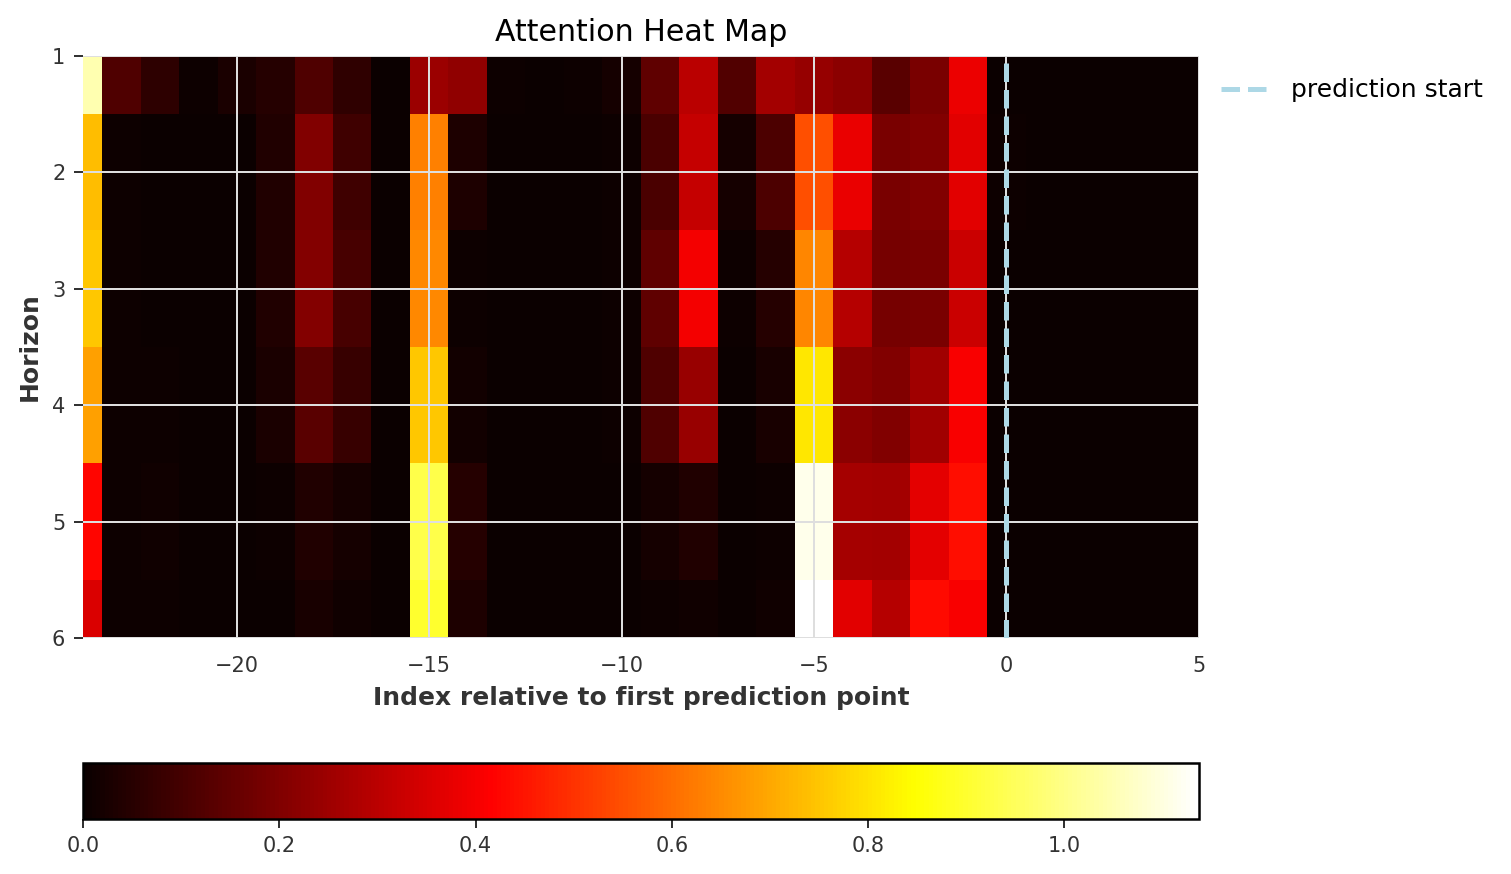 Attention Heat Map
1
2
3
4
5
6
Horizon
prediction start
−20 −15 −10 −5 0 5
Index relative to first prediction point
0.0 0.2 0.4 0.6 0.8 1.0